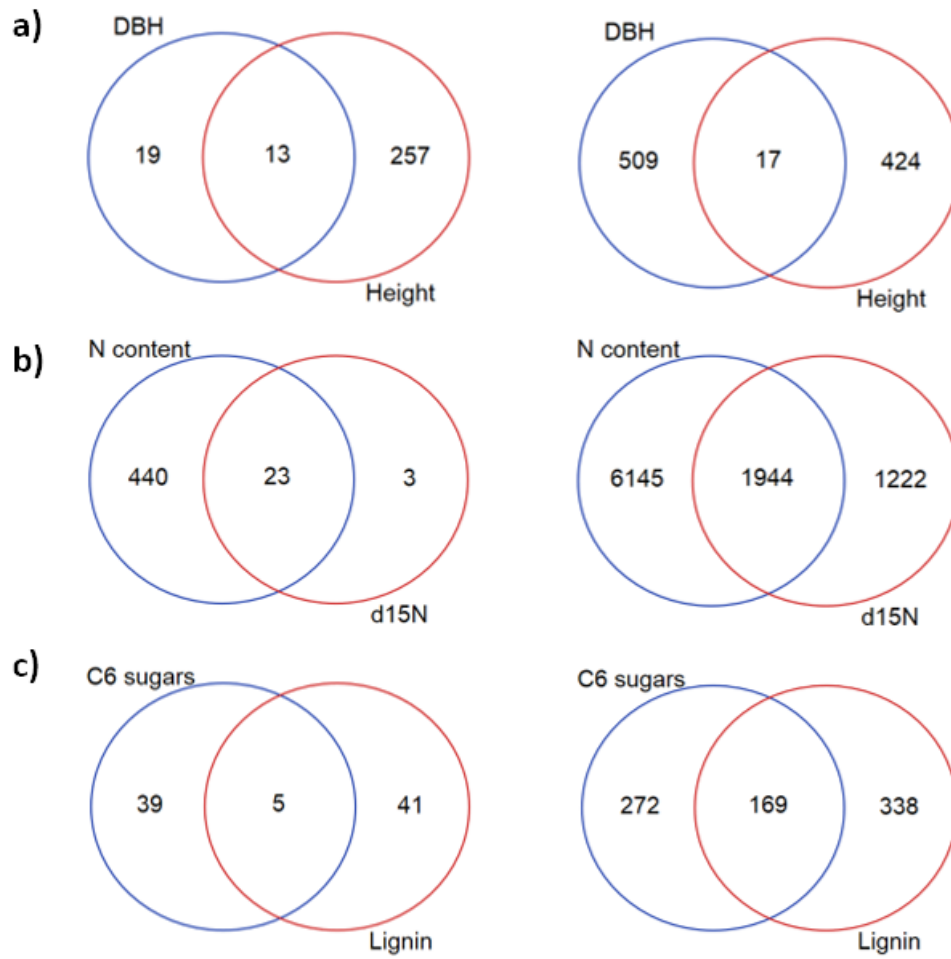 a)
DBH
19 13 257
Height
DBH
509 17 424
Height
b)
N content
440 23 3
d15N
N content
6145 1944 1222
d15N
c)
C6 sugars
39 5 41
Lignin
C6 sugars
272 169 338
Lignin